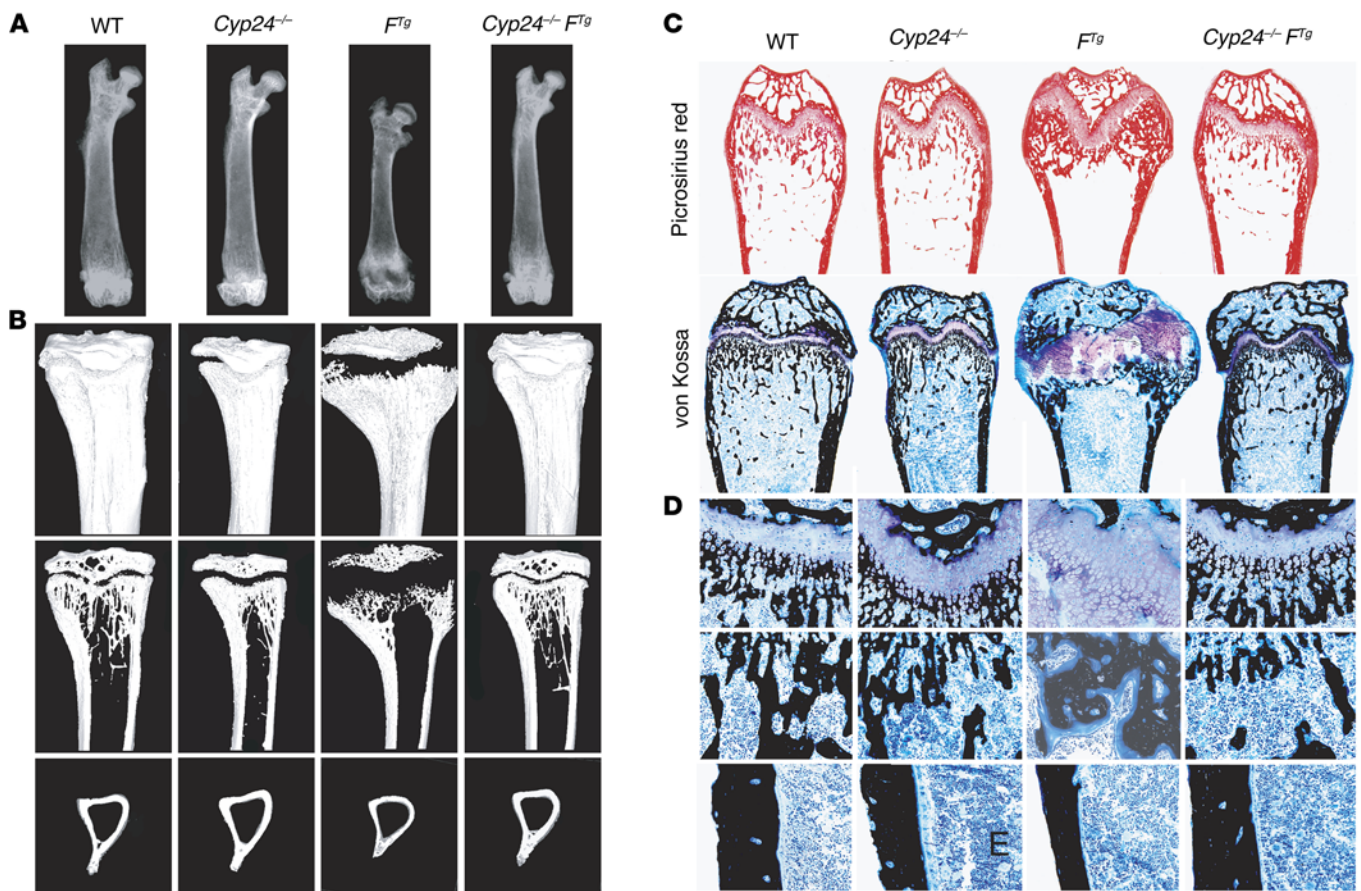 A
WT
Cyp24–/–
FTg
Cyp24–/– FTg
B
C
WT
Cyp24–/–
FTg
Cyp24–/– FTg
Picrosirius red
von Kossa
D
E